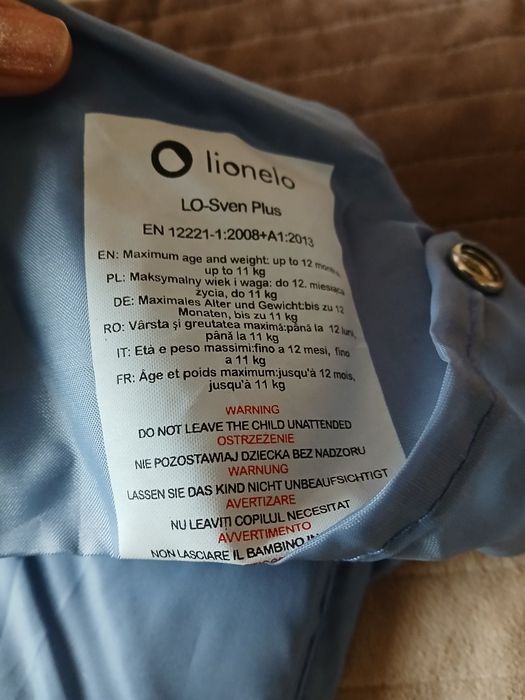 lionelo
LO-Sven Plus
EN 12221-1:2008+A1:2013
EN: Maximum age and weight: up to 12 months,
up to 11 kg
PL: Maksymalny wiek i waga: do 12. miesiąca
życia, do 11 kg
DE: Maximales Alter und Gewicht:bis zu 12
Monaten, bis zu 11 kg
RO: Vârsta și greutatea maximă:până la 12 luni,
până la 11 kg
IT: Età e peso massimi:fino a 12 mesi, fino
a 11 kg
FR: Âge et poids maximum:jusqu'à 12 mois,
jusqu'à 11 kg
WARNING
DO NOT LEAVE THE CHILD UNATTENDED
OSTRZEŻENIE
NIE POZOSTAWIAJ DZIECKA BEZ NADZORU
WARNUNG
LASSEN SIE DAS KIND NICHT UNBEAUFSICHTIGT
AVERTIZARE
NU LEAVIȚI COPILUL NECESITAT
AVVERTIMENTO
NON LASCIARE IL BAMBINO